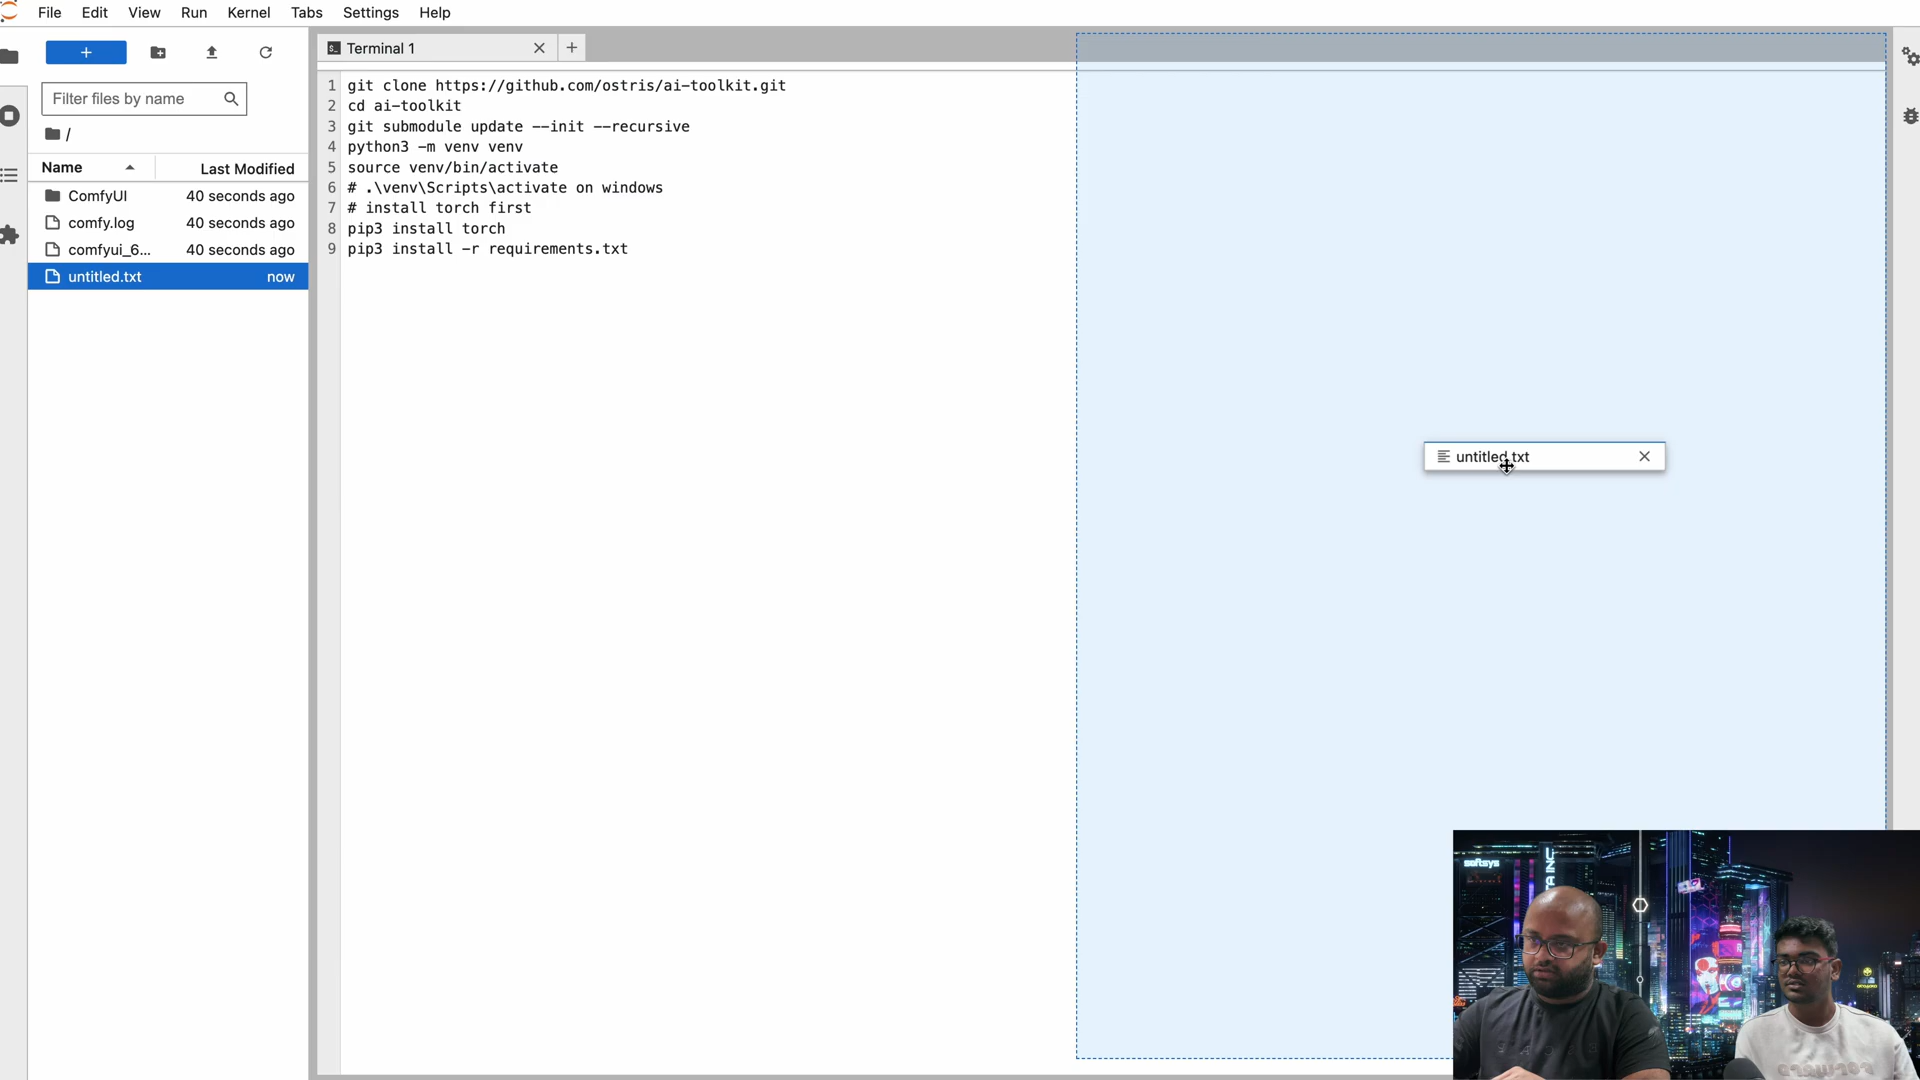 File Edit View Run Kernel Tabs Settings Help
+
Terminal 1
+
Filter files by name
/
Name Last Modified
ComfyUI 40 seconds ago
comfy.log 40 seconds ago
comfyui_6... 40 seconds ago
untitled.txt now
1 git clone https://github.com/ostris/ai-toolkit.git
2 cd ai-toolkit
3 git submodule update --init --recursive
4 python3 -m venv venv
5 source venv/bin/activate
6 # .\venv\Scripts\activate on windows
7 # install torch first
8 pip3 install torch
9 pip3 install -r requirements.txt
untitled.txt
softsys